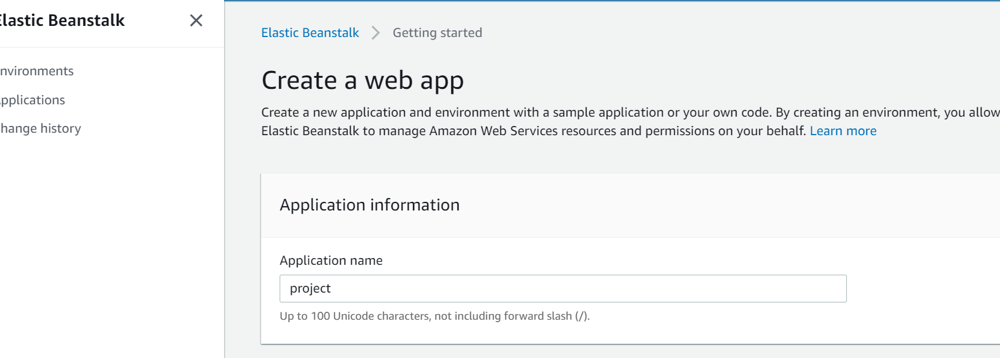 Elastic Beanstalk
nvironments
pplications
hange history
Elastic Beanstalk > Getting started
Create a web app
Create a new application and environment with a sample application or your own code. By creating an environment, you allow
Elastic Beanstalk to manage Amazon Web Services resources and permissions on your behalf. Learn more
Application information
Application name
project
Up to 100 Unicode characters, not including forward slash (/).